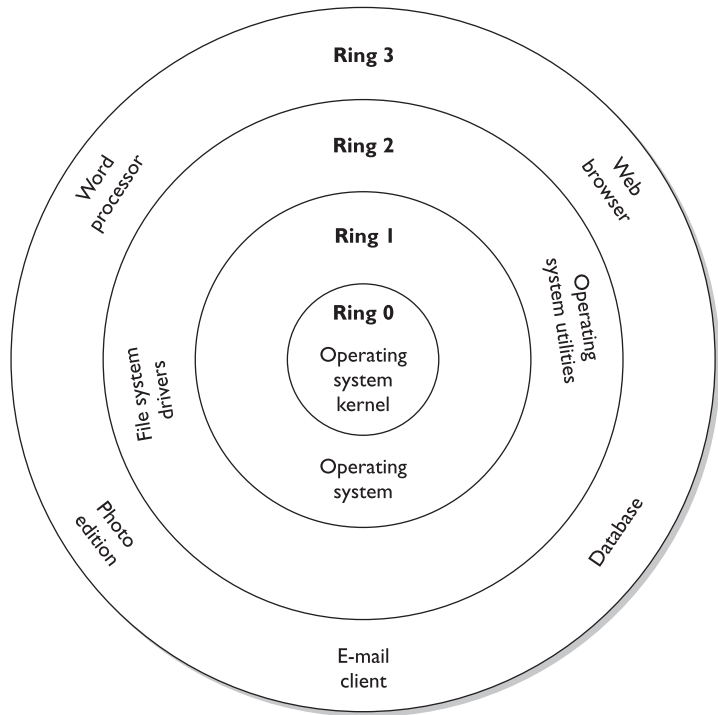 Ring 3
Word
processor
Web
browser
Ring 2
Ring 1
Operating
system utilities
Ring 0
Operating
system
kernel
File system
drivers
Operating
system
Photo
edition
Database
E-mail
client